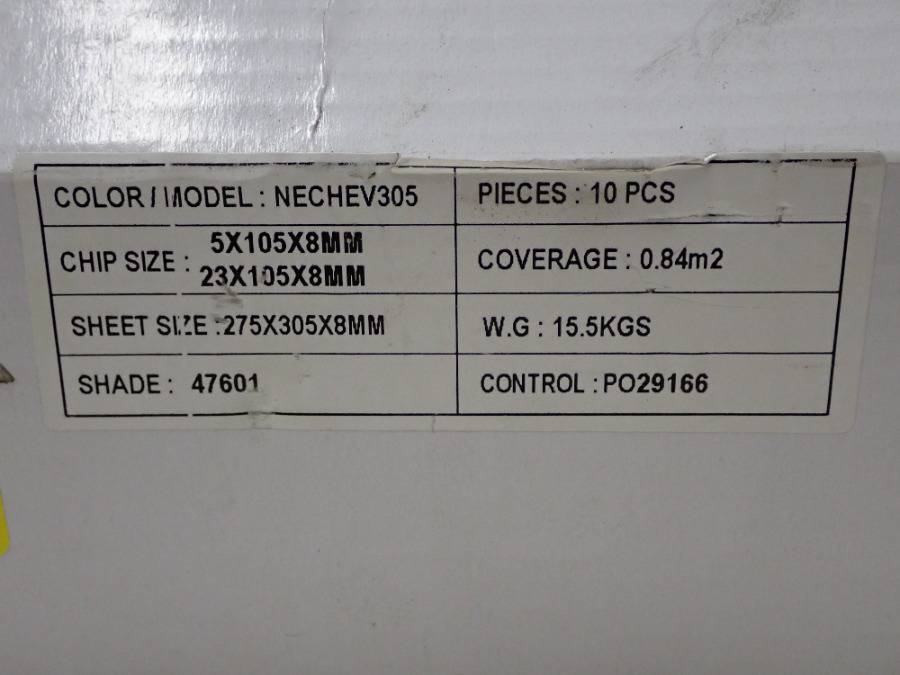 COLOR / MODEL : NECHEV305
PIECES : 10 PCS
CHIP SIZE : 5X105X8MM
23X105X8MM
COVERAGE : 0.84m2
SHEET SIZE :275X305X8MM
W.G : 15.5KGS
SHADE : 47601
CONTROL : PO29166